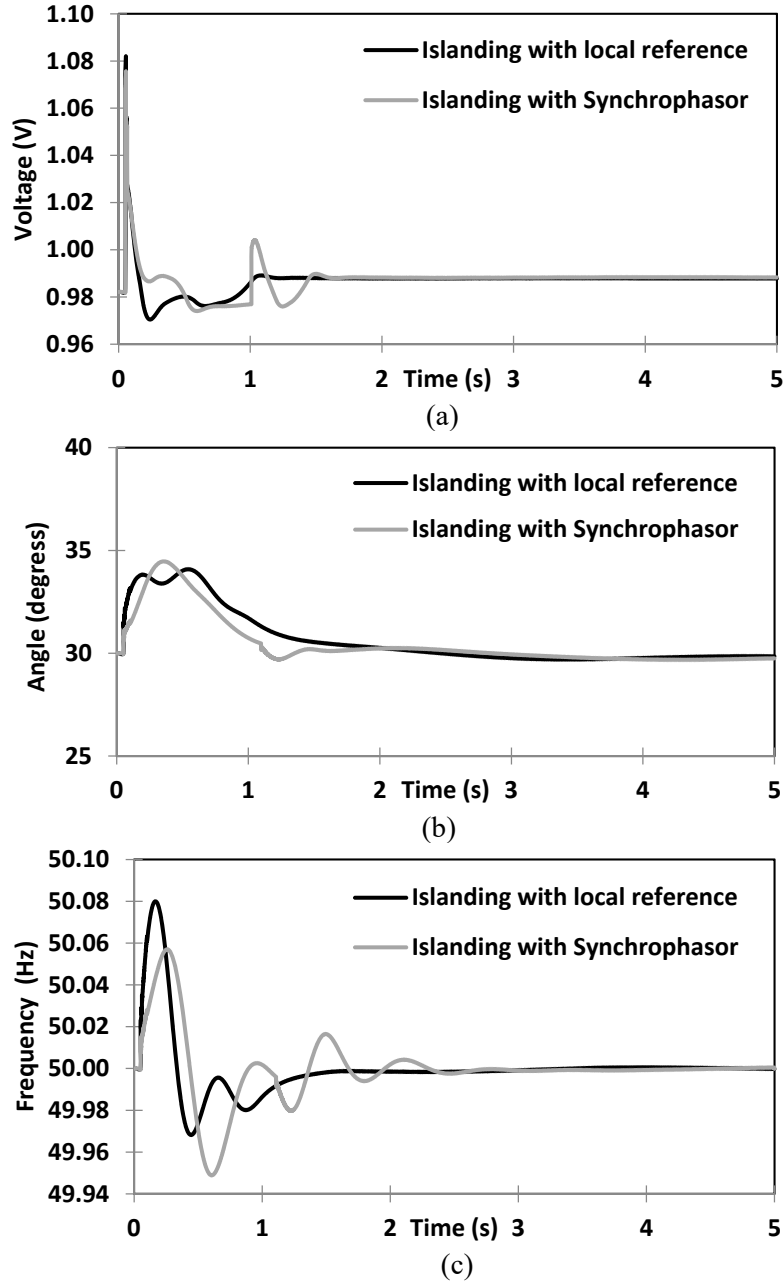 1.10
1.08
1.06
1.04
1.02
1.00
0.98
0.96
Voltage (V)
Islanding with local reference
Islanding with Synchrophasor
0 1 2 Time (s) 3 4 5
(a)
40
35
30
25
Angle (degress)
Islanding with local reference
Islanding with Synchrophasor
0 1 2 Time (s) 3 4 5
(b)
50.10
50.08
50.06
50.04
50.02
50.00
49.98
49.96
49.94
Frequency (Hz)
Islanding with local reference
Islanding with Synchrophasor
0 1 2 Time (s) 3 4 5
(c)